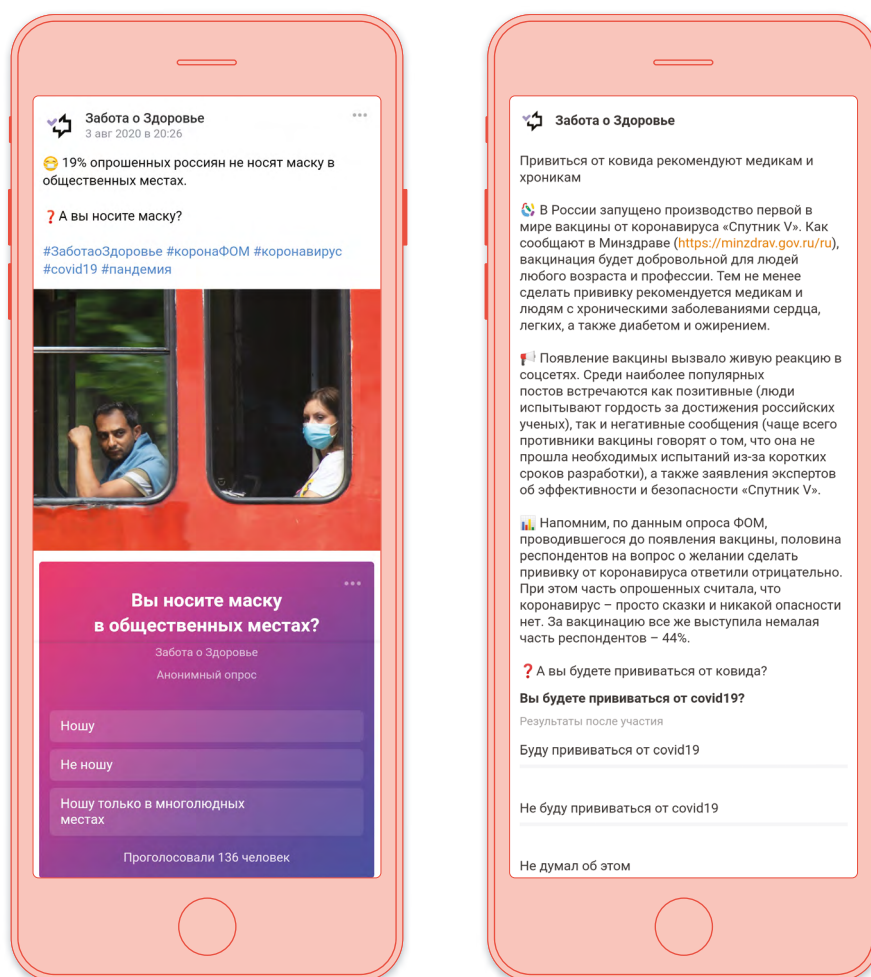 Забота о Здоровье
3 авг 2020 в 20:26
19% опрошенных россиян не носят маску в
общественных местах.
❓А вы носите маску?
#ЗаботаоЗдоровье #коронаФОМ #коронавирус
#covid19 #пандемия
Вы носите маску
в общественных местах?
Забота о Здоровье
Анонимный опрос
Ношу
Не ношу
Ношу только в многолюдных
местах
Проголосовали 136 человек
Забота о Здоровье
Привиться от ковида рекомендуют медикам и
хроникам
В России запущено производство первой в
мире вакцины от коронавируса «Спутник V». Как
сообщают в Минздраве (https://minzdrav.gov.ru/ru),
вакцинация будет добровольной для людей
любого возраста и профессии. Тем не менее
сделать прививку рекомендуется медикам и
людям с хроническими заболеваниями сердца,
легких, а также диабетом и ожирением.
Появление вакцины вызвало живую реакцию в
соцсетях. Среди наиболее популярных
постов встречаются как позитивные (люди
испытывают гордость за достижения российских
ученых), так и негативные сообщения (чаще всего
противники вакцины говорят о том, что она не
прошла необходимых испытаний из-за коротких
сроков разработки), а также заявления экспертов
об эффективности и безопасности «Спутник V».
Напомним, по данным опроса ФОМ,
проводившегося до появления вакцины, половина
респондентов на вопрос о желании сделать
прививку от коронавируса ответили отрицательно.
При этом часть опрошенных считала, что
коронавирус – просто сказки и никакой опасности
нет. За вакцинацию все же выступила немалая
часть респондентов – 44%.
❓А вы будете прививаться от ковида?
Вы будете прививаться от covid19?
Результаты после участия
Буду прививаться от covid19
Не буду прививаться от covid19
Не думал об этом